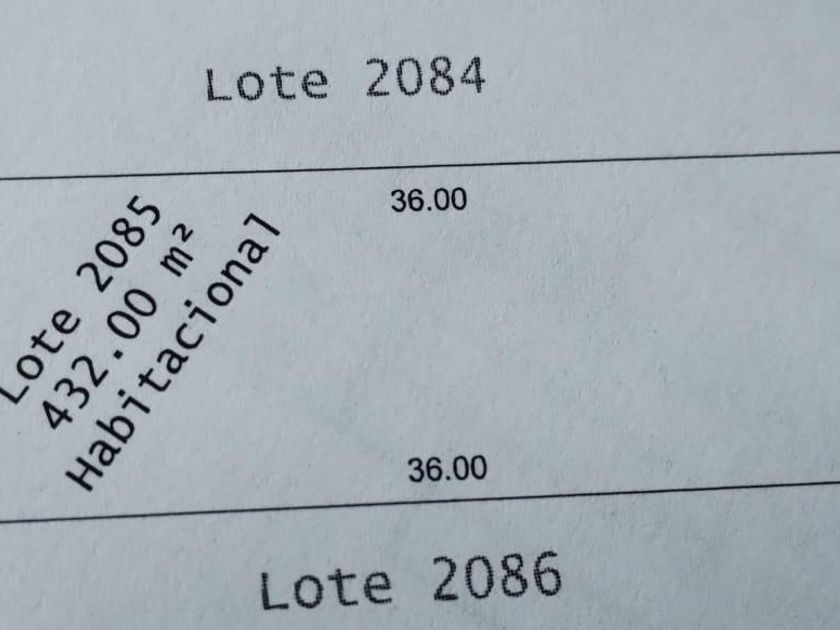 Lote 2084
36.00
Lote 2085
432.00 m²
Habitacional
36.00
Lote 2086